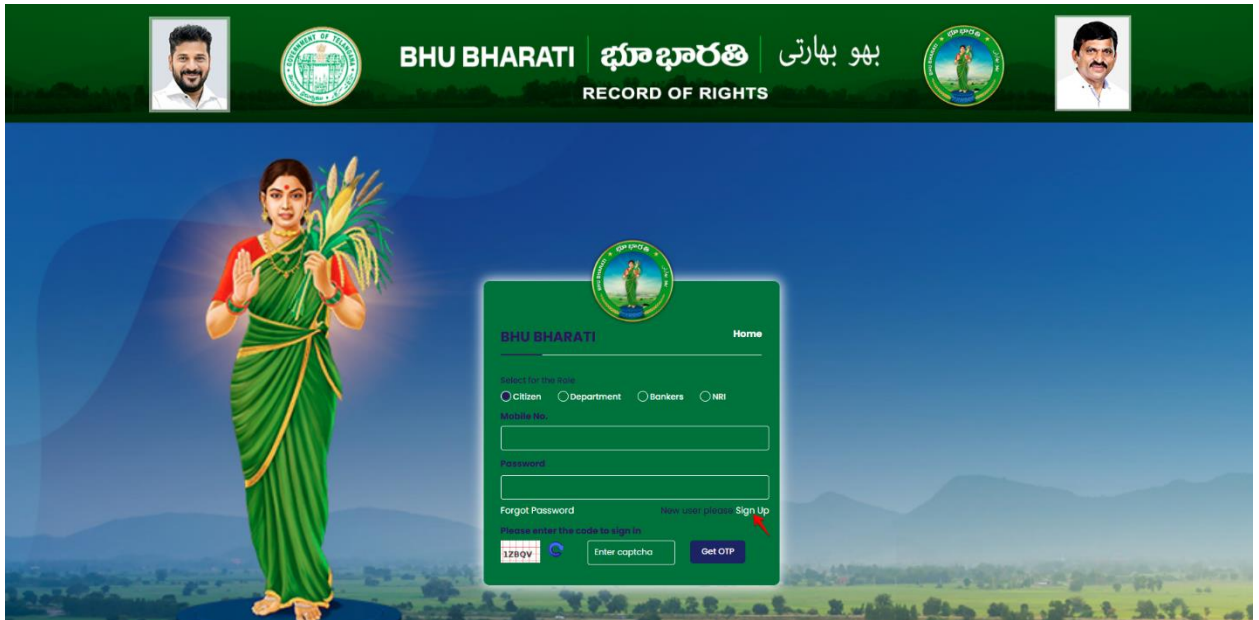 BHU BHARATI | భూ భారతి | بھو بھارتی
RECORD OF RIGHTS
BHU BHARATI
Home
Select for the Role
Citizen Department Bankers NRI
Mobile No.
Password
Forgot Password New user please Sign Up
Please enter the code to sign in
1ZBQV Enter captcha Get OTP